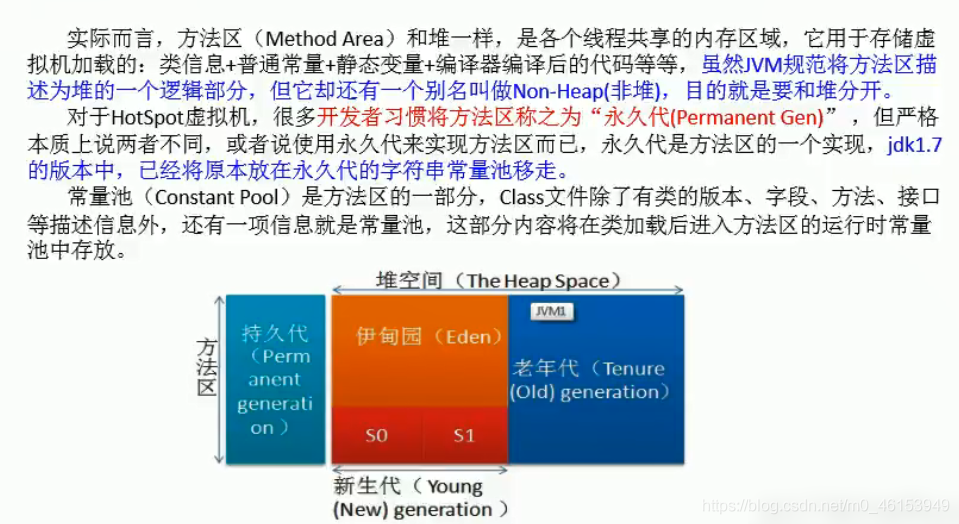 实际而言，方法区（Method Area）和堆一样，是各个线程共享的内存区域，它用于存储虚
拟机加载的：类信息+普通常量+静态变量+编译器编译后的代码等等，虽然JVM规范将方法区描
述为堆的一个逻辑部分，但它却还有一个别名叫做Non-Heap(非堆)，目的就是要和堆分开。
对于HotSpot虚拟机，很多开发者习惯将方法区称之为“永久代(Permanent Gen)” ，但严格
本质上说两者不同，或者说使用永久代来实现方法区而已，永久代是方法区的一个实现，jdk1.7
的版本中，已经将原本放在永久代的字符串常量池移走。
常量池（Constant Pool）是方法区的一部分，Class文件除了有类的版本、字段、方法、接口
等描述信息外，还有一项信息就是常量池，这部分内容将在类加载后进入方法区的运行时常量
池中存放。
堆空间（The Heap Space）
方法区
持久代
（Perm
anent
generati
on）
伊甸园（Eden）
S0
S1
JVM1
老年代（Tenure
(Old) generation）
新生代（ Young
(New) generation ）
https://blog.csdn.net/m0_46153949